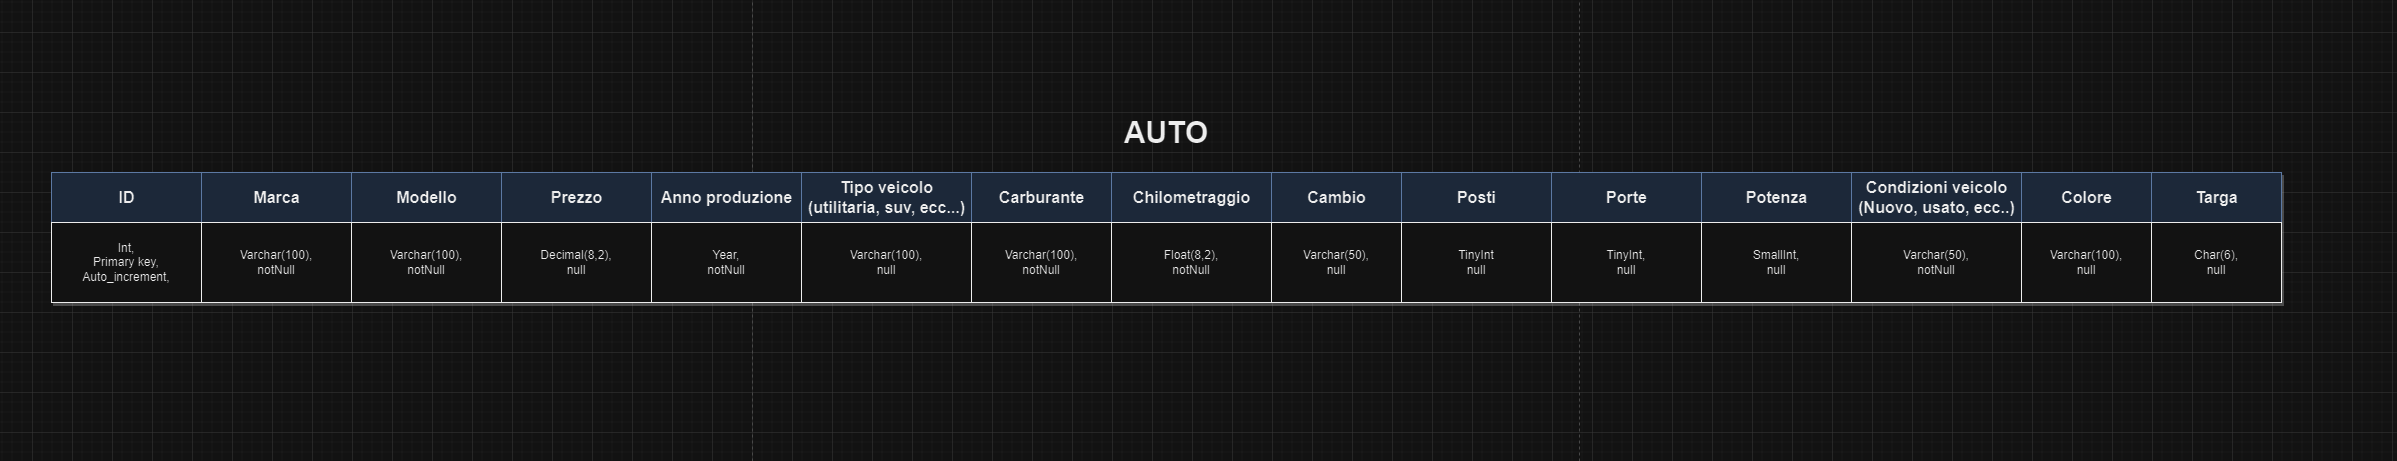 AUTO
ID
Marca
Modello
Prezzo
Anno produzione
Tipo veicolo
(utilitaria, suv, ecc...)
Carburante
Chilometraggio
Cambio
Posti
Porte
Potenza
Condizioni veicolo
(Nuovo, usato, ecc..)
Colore
Targa
Int,
Primary key,
Auto_increment,
Varchar(100),
notNull
Varchar(100),
notNull
Decimal(8,2),
null
Year,
notNull
Varchar(100),
null
Varchar(100),
notNull
Float(8,2),
notNull
Varchar(50),
null
TinyInt
null
TinyInt,
null
SmallInt,
null
Varchar(50),
notNull
Varchar(100),
null
Char(6),
null